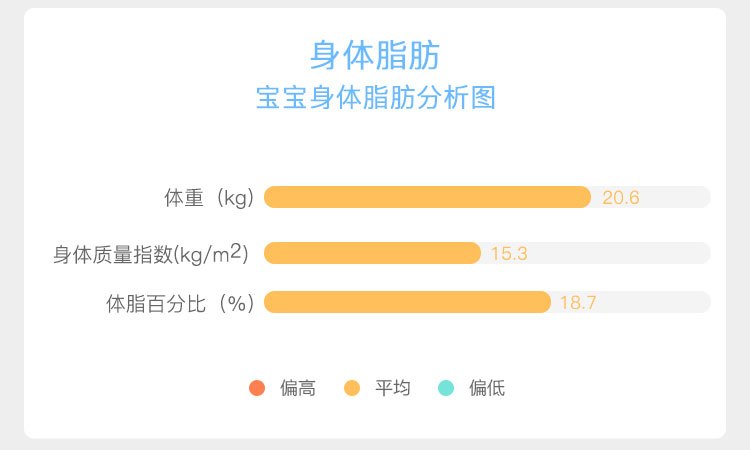 身体脂肪
宝宝身体脂肪分析图
体重（kg) 20.6
身体质量指数(kg/m2) 15.3
体脂百分比（%） 18.7
偏高 平均 偏低